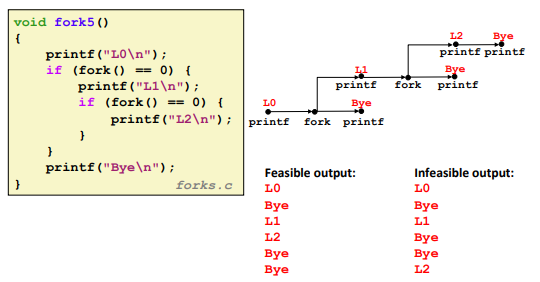 void fork5()
{
printf("L0\n");
if (fork() == 0) {
printf("L1\n");
if (fork() == 0) {
printf("L2\n");
}
}
printf("Bye\n");
}
forks.c
L2 Bye
printf printf
L1 Bye
printf fork printf
L0 Bye
printf fork printf
Feasible output:
L0
Bye
L1
L2
Bye
Bye
Infeasible output:
L0
Bye
L1
Bye
Bye
L2